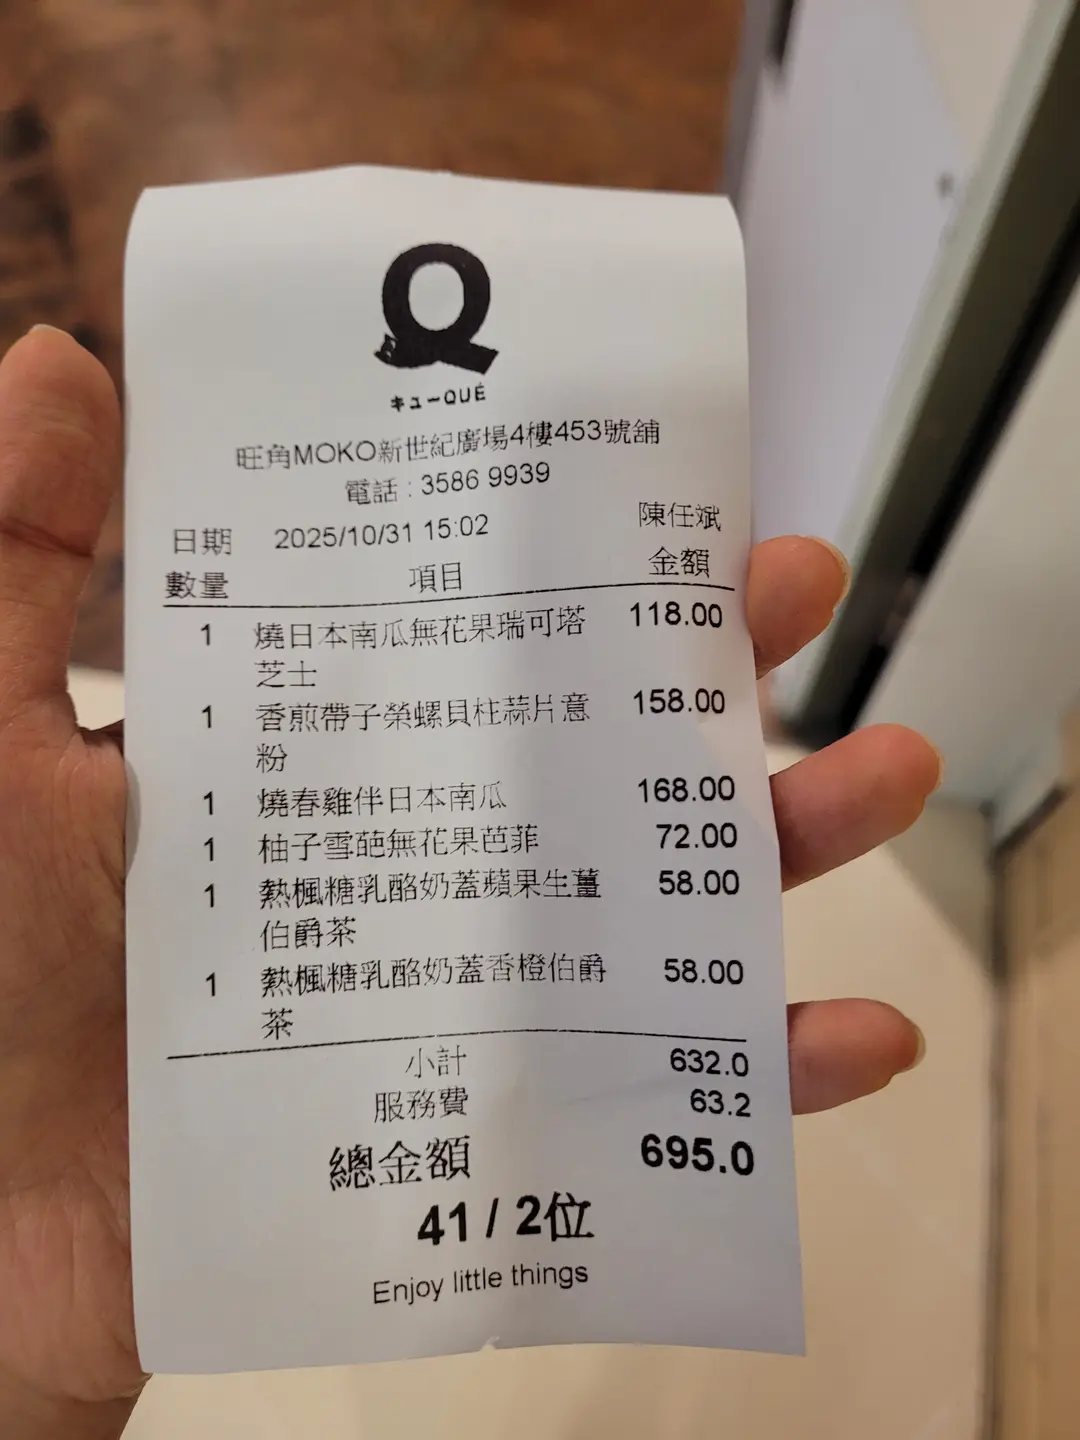 Q
キューQUÉ
旺角MOKO新世紀廣場4樓453號舖
電話 : 3586 9939
日期 2025/10/31 15:02 陳任斌
數量 項目 金額
1 燒日本南瓜無花果瑞可塔 118.00
芝士
1 香煎帶子榮螺貝柱蒜片意 158.00
粉
1 燒春雞伴日本南瓜 168.00
1 柚子雪葩無花果芭菲 72.00
1 熱楓糖乳酪奶蓋蘋果生薑 58.00
伯爵茶
1 熱楓糖乳酪奶蓋香橙伯爵 58.00
茶
小計 632.0
服務費 63.2
總金額 695.0
41 / 2位
Enjoy little things